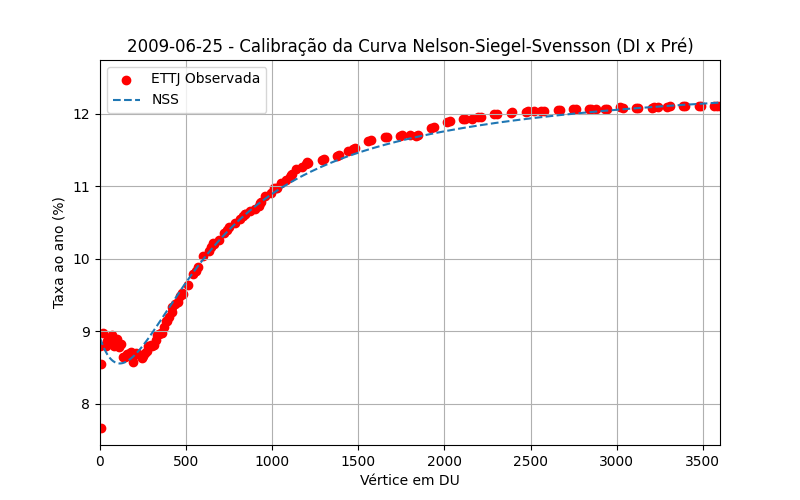 2009-06-25 - Calibração da Curva Nelson-Siegel-Svensson (DI x Pré)
ETTJ Observada
NSS
Taxa ao ano (%)
12
11
10
9
8
0 500 1000 1500 2000 2500 3000 3500
Vértice em DU